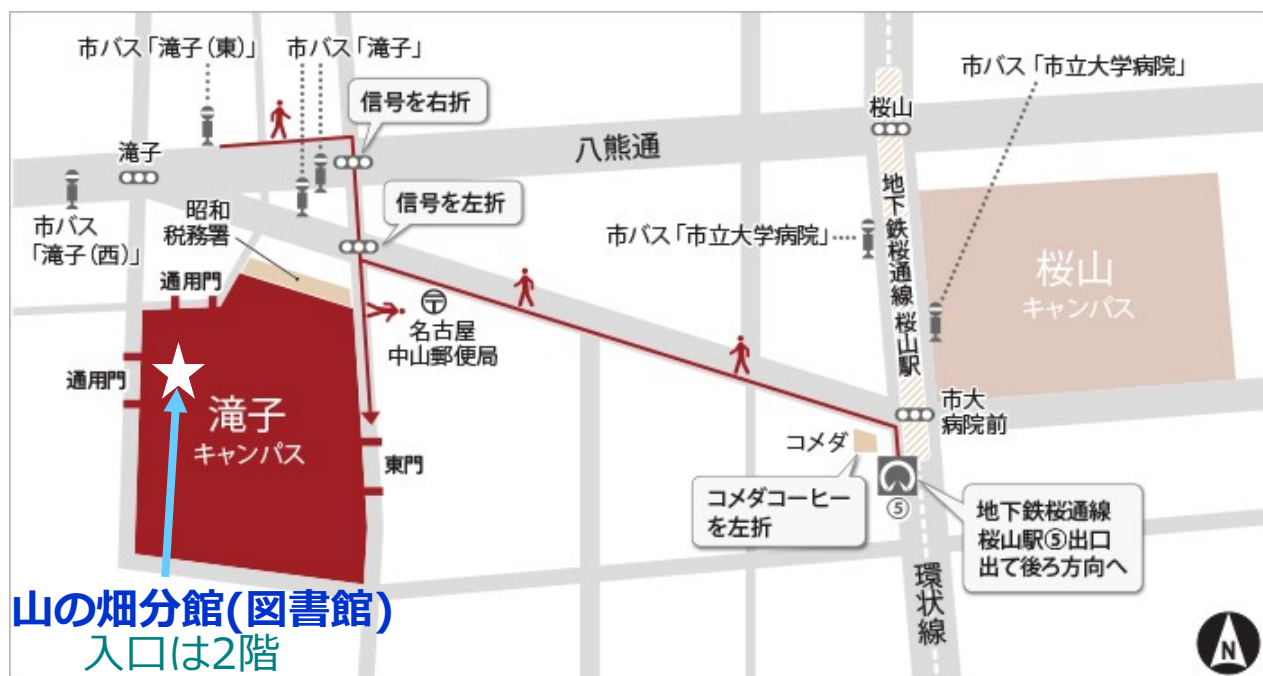 市バス「滝子(東)」
市バス「滝子」
信号を右折
滝子
八熊通
桜山
市バス「市立大学病院」
市バス
「滝子(西)」
昭和
税務署
信号を左折
市バス「市立大学病院」
地下鉄桜通線 桜山駅
桜山
キャンパス
通用門
〒
名古屋
中山郵便局
通用門
滝子
キャンパス
東門
市大
病院前
コメダ
コメダコーヒー
を左折
⑤
地下鉄桜通線
桜山駅⑤出口
出て後ろ方向へ
環状線
山の畑分館(図書館)
入口は2階
N